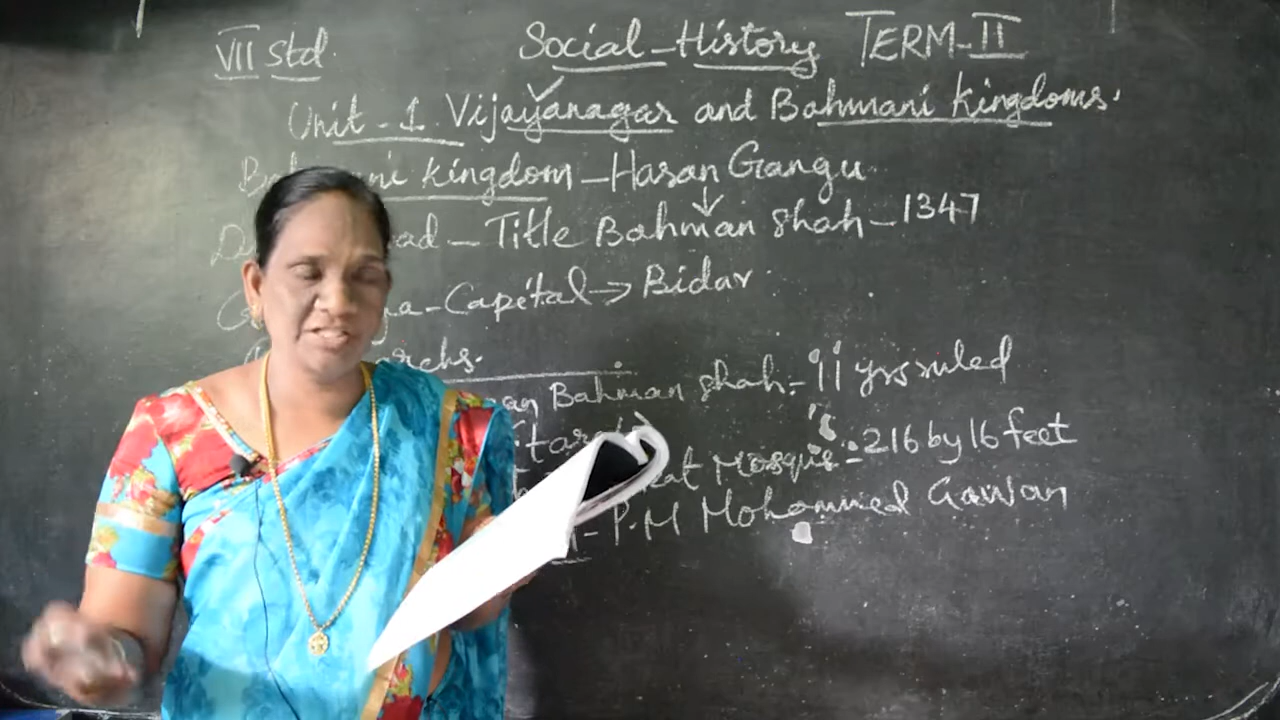 VII std. Social-History TERM-II
Unit-1. Vijayanagar and Bahmani kingdoms.
kingdom - Hasan Gangu
Title Bahman shah - 1347
Capital → Bidar
Bahman shah - 11 yrs ruled
Mosque - 216 by 16 feet
P.M Mohammed Gawan